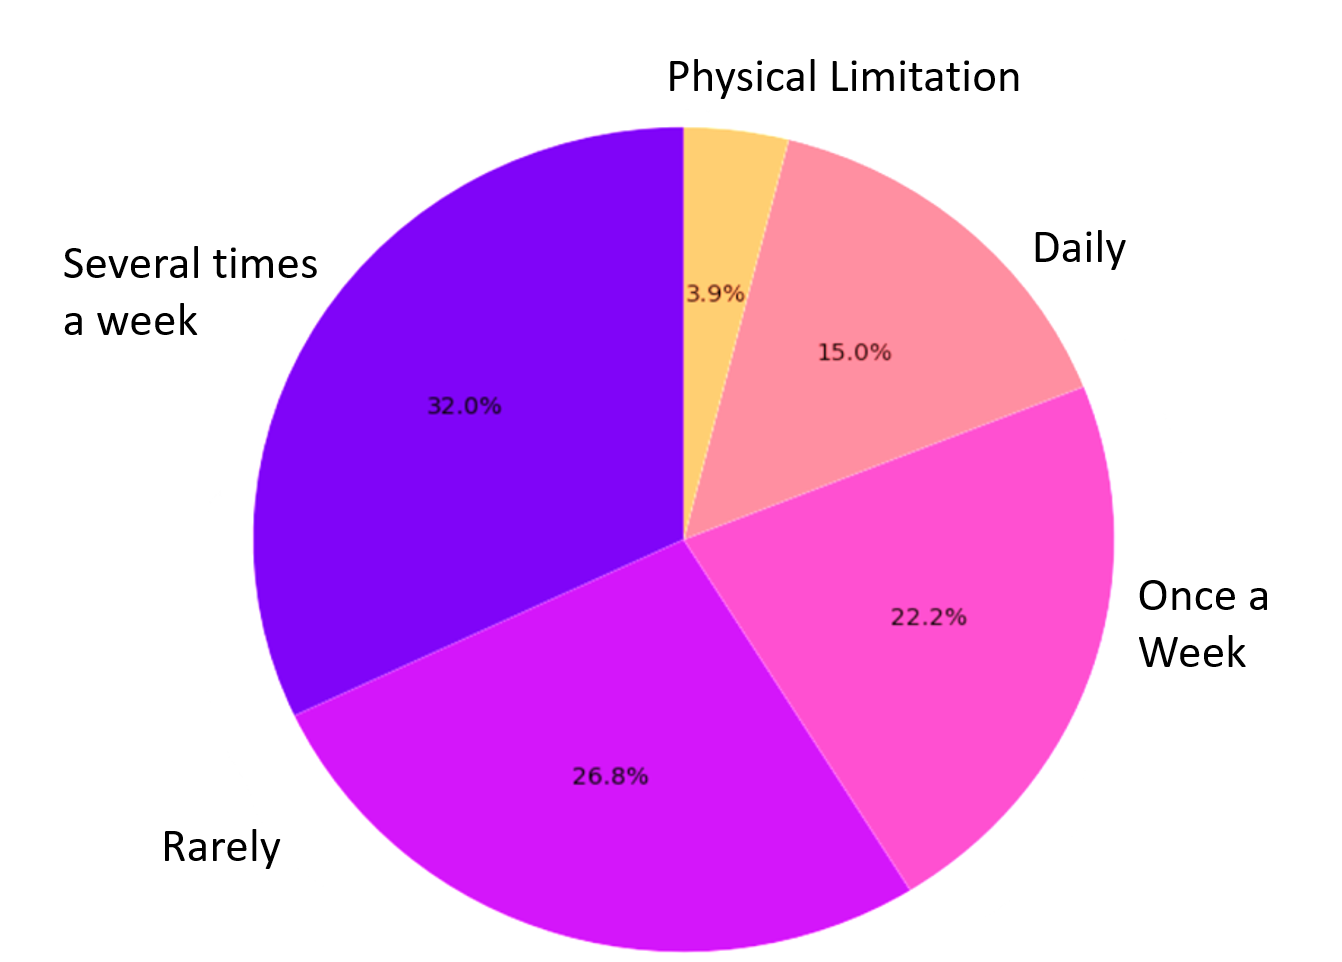 Physical Limitation
Daily
Several times
a week
3.9%
15.0%
32.0%
Once a
Week
22.2%
26.8%
Rarely